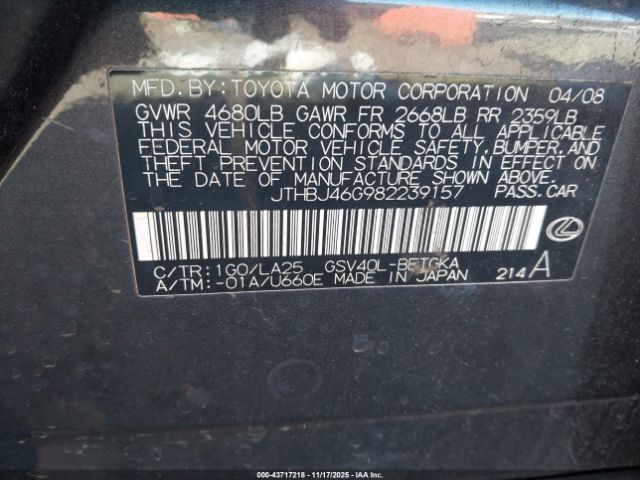 MFD. BY: TOYOTA MOTOR CORPORATION 04/08
GVWR 4680LB GAWR FR 2668LB RR 2359LB
THIS VEHICLE CONFORMS TO ALL APPLICABLE
FEDERAL MOTOR VEHICLE SAFETY, BUMPER, AND
THEFT PREVENTION STANDARDS IN EFFECT ON
THE DATE OF MANUFACTURE SHOWN ABOVE.
JTHBJ46G982239157 PASS.CAR
C/TR: 1G0/LA25 GSV40L-BETGKA
A/TM: -01A/U660E MADE IN JAPAN 214A
000-43717218 - 11/17/2025 - IAA Inc.